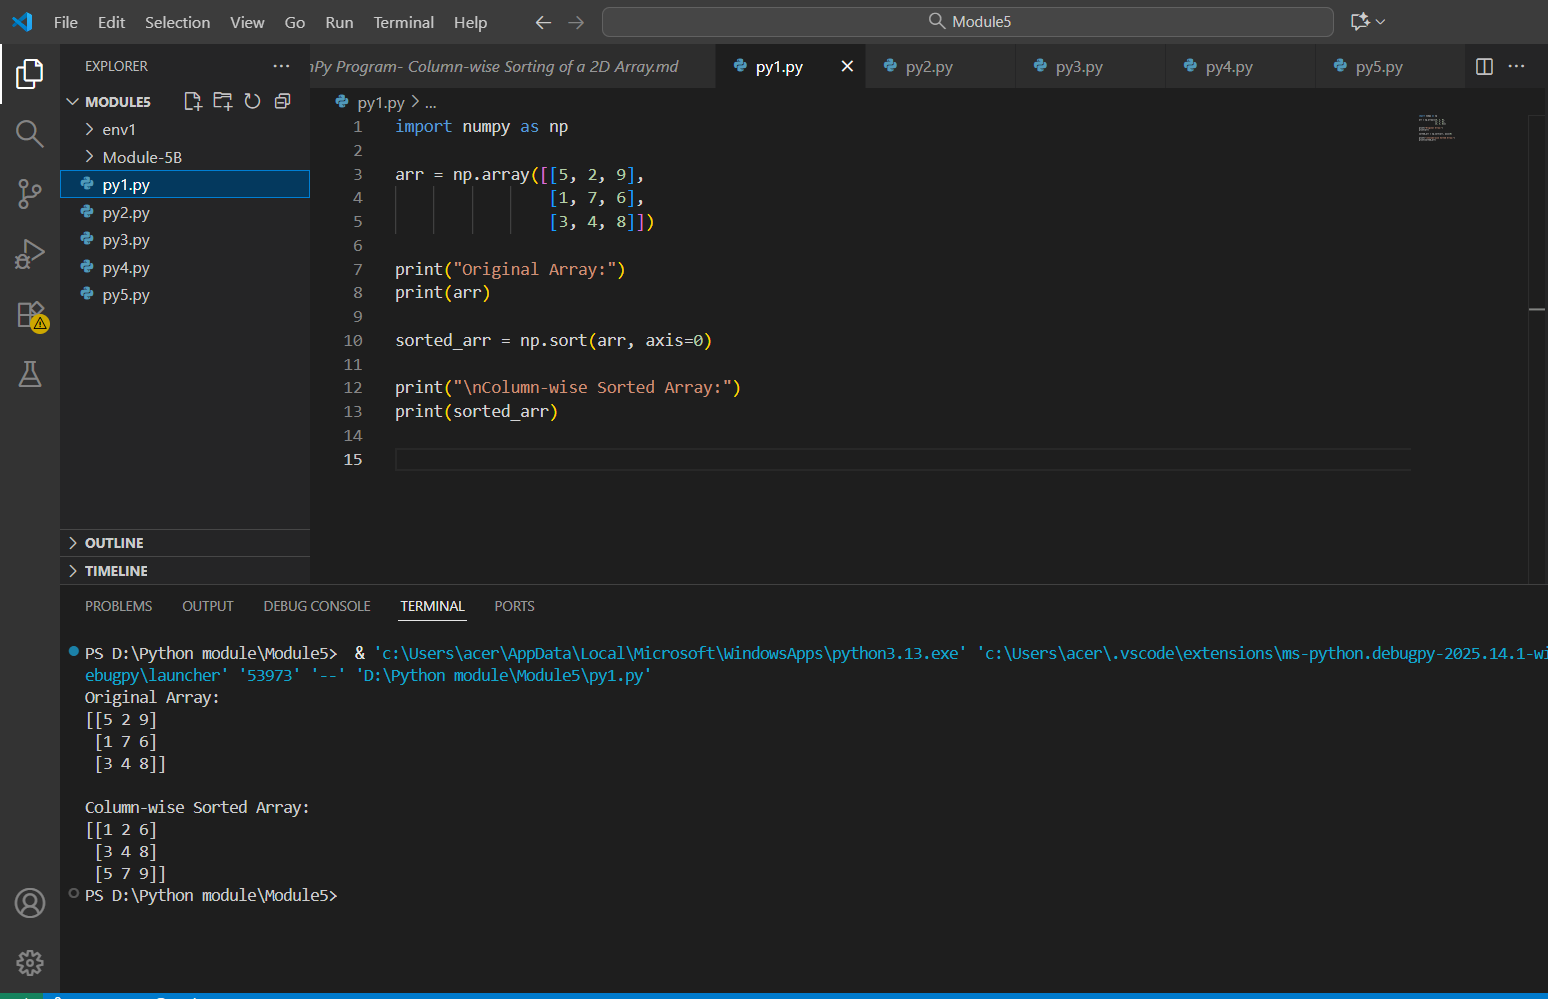 File Edit Selection View Go Run Terminal Help
Module5
EXPLORER
Py Program- Column-wise Sorting of a 2D Array.md
py1.py
py2.py
py3.py
py4.py
py5.py
MODULE5
env1
Module-5B
py1.py
py2.py
py3.py
py4.py
py5.py
OUTLINE
TIMELINE
py1.py > ...
1 import numpy as np
2
3 arr = np.array([[5, 2, 9],
4 [1, 7, 6],
5 [3, 4, 8]])
6
7 print("Original Array:")
8 print(arr)
9
10 sorted_arr = np.sort(arr, axis=0)
11
12 print("\nColumn-wise Sorted Array:")
13 print(sorted_arr)
14
15
PROBLEMS OUTPUT DEBUG CONSOLE TERMINAL PORTS
PS D:\Python module\Module5> & 'c:\Users\acer\AppData\Local\Microsoft\WindowsApps\python3.13.exe' 'c:\Users\acer\.vscode\extensions\ms-python.debugpy-2025.14.1-wi
ebugpy\launcher' '53973' '--' 'D:\Python module\Module5\py1.py'
Original Array:
[[5 2 9]
[1 7 6]
[3 4 8]]
Column-wise Sorted Array:
[[1 2 6]
[3 4 8]
[5 7 9]]
PS D:\Python module\Module5>